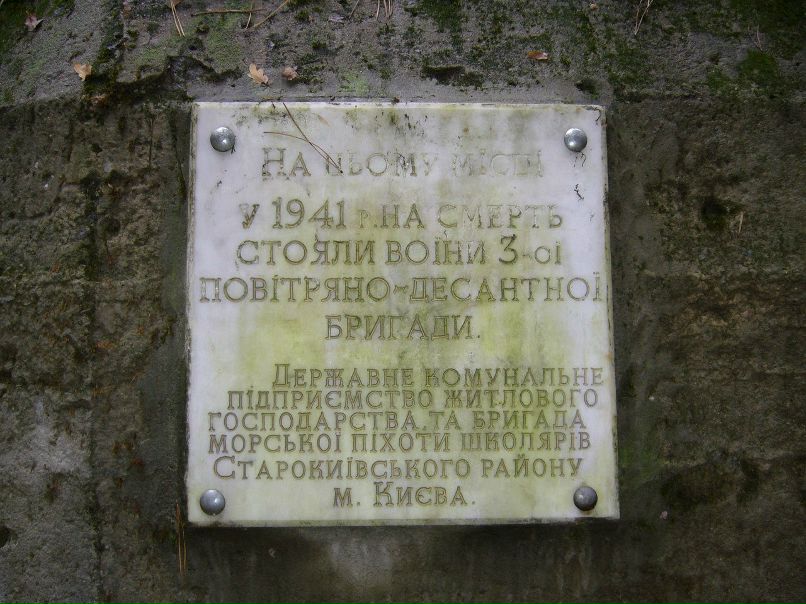 НА ЦЬОМУ МІСЦІ
У 1941 р. НА СМЕРТЬ
СТОЯЛИ ВОЇНИ 3-ОЇ
ПОВІТРЯНО-ДЕСАНТНОЇ
БРИГАДИ.
ДЕРЖАВНЕ КОМУНАЛЬНЕ
ПІДПРИЄМСТВО ЖИТЛОВОГО
ГОСПОДАРСТВА ТА БРИГАДА
МОРСЬКОЇ ПІХОТИ ШКОЛЯРІВ
СТАРОКИЇВСЬКОГО РАЙОНУ
М. КИЄВА.